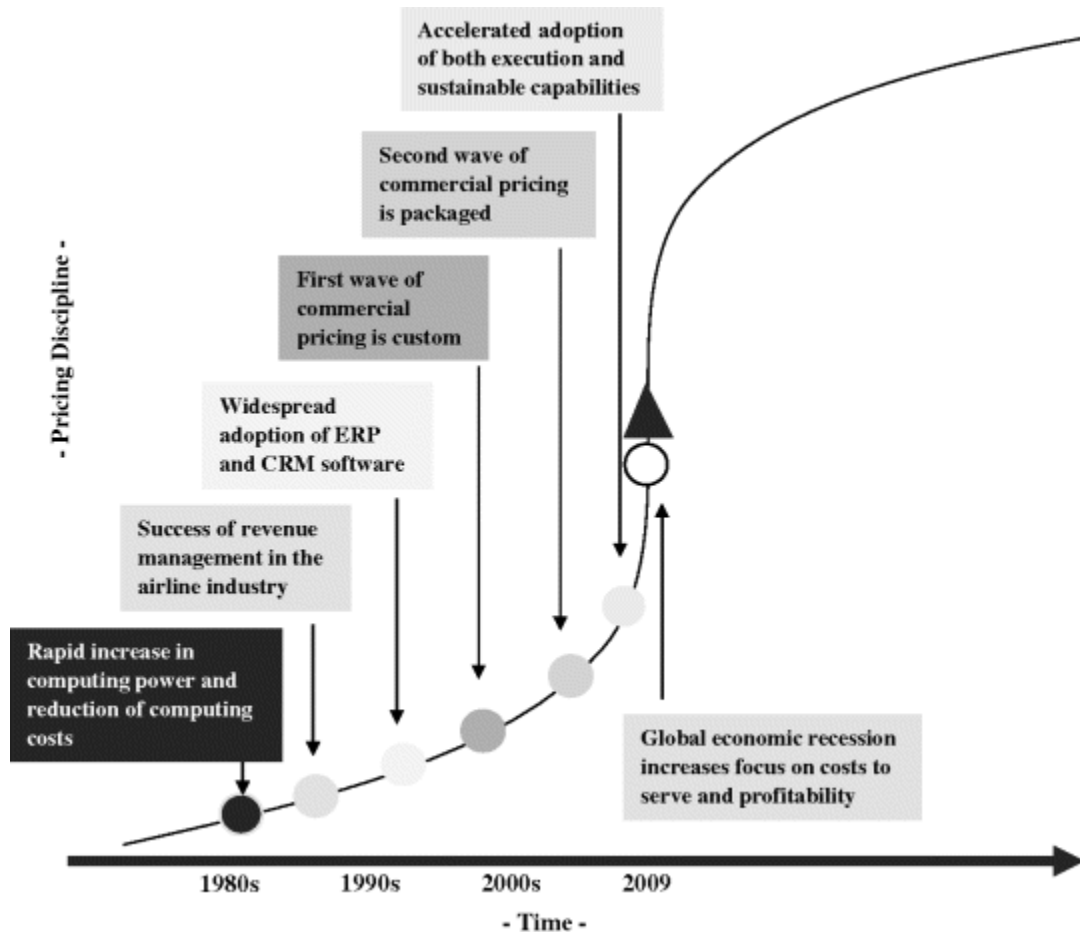 Accelerated adoption
of both execution and
sustainable capabilities
Second wave of
commercial pricing
is packaged
First wave of
commercial
pricing is custom
Widespread
adoption of ERP
and CRM software
Success of revenue
management in the
airline industry
Rapid increase in
computing power and
reduction of computing
costs
Global economic recession
increases focus on costs to
serve and profitability
- Pricing Discipline -
1980s
1990s
2000s
2009
- Time -